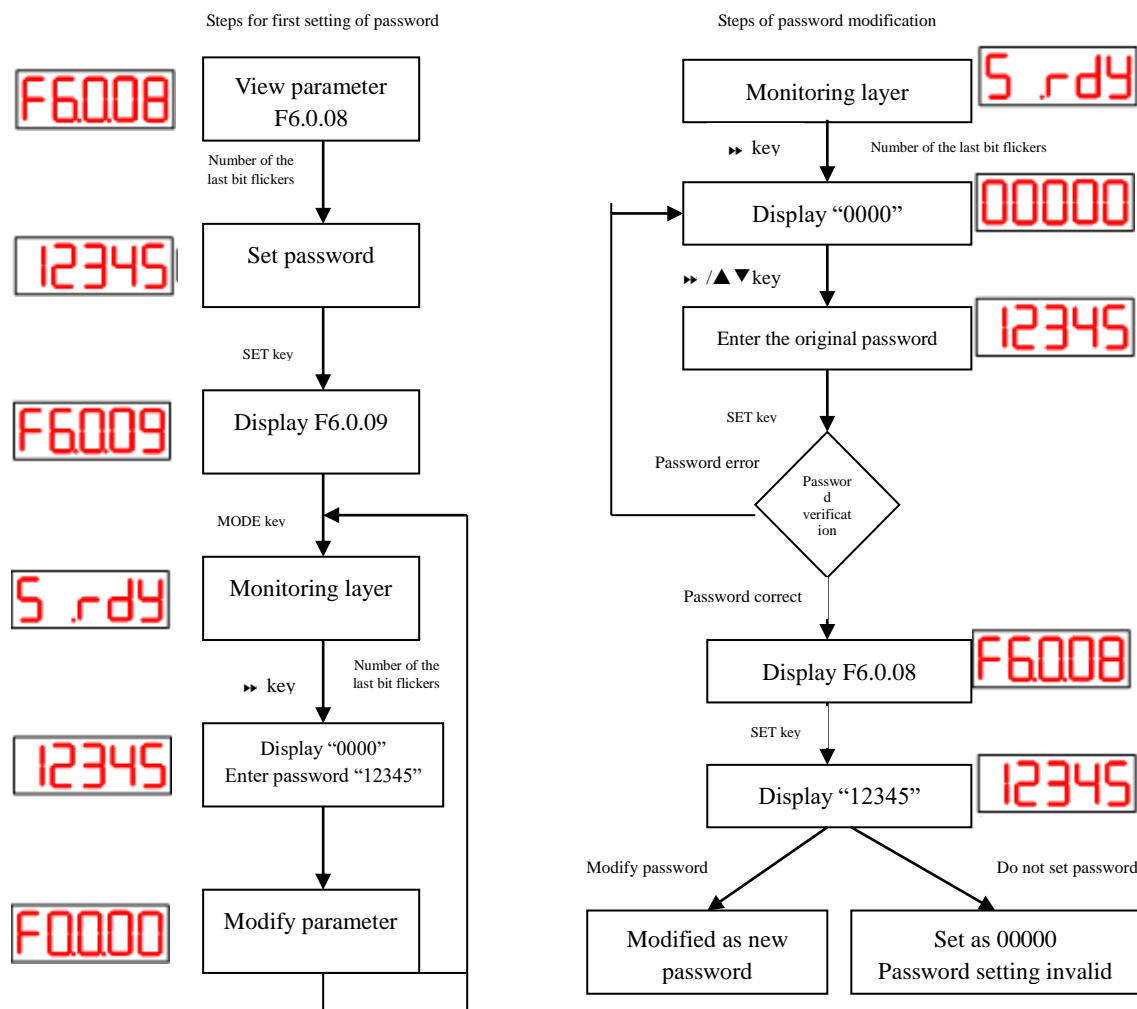 Steps for first setting of password
F6.0.08
View parameter
F6.0.08
Number of the
last bit flickers
12345
Set password
SET key
F6.0.09
Display F6.0.09
MODE key
S .rdy
Monitoring layer
▸▸ key
Number of the
last bit flickers
12345
Display “0000”
Enter password “12345”
F0.0.00
Modify parameter
Steps of password modification
Monitoring layer
S .rdy
▸▸ key
Number of the last bit flickers
Display “0000”
00000
▸▸ /▲▼key
Enter the original password
12345
SET key
Password error
Passwor
d
verificat
ion
Password correct
Display F6.0.08
F6.0.08
SET key
Display “12345”
12345
Modify password
Do not set password
Modified as new
password
Set as 00000
Password setting invalid